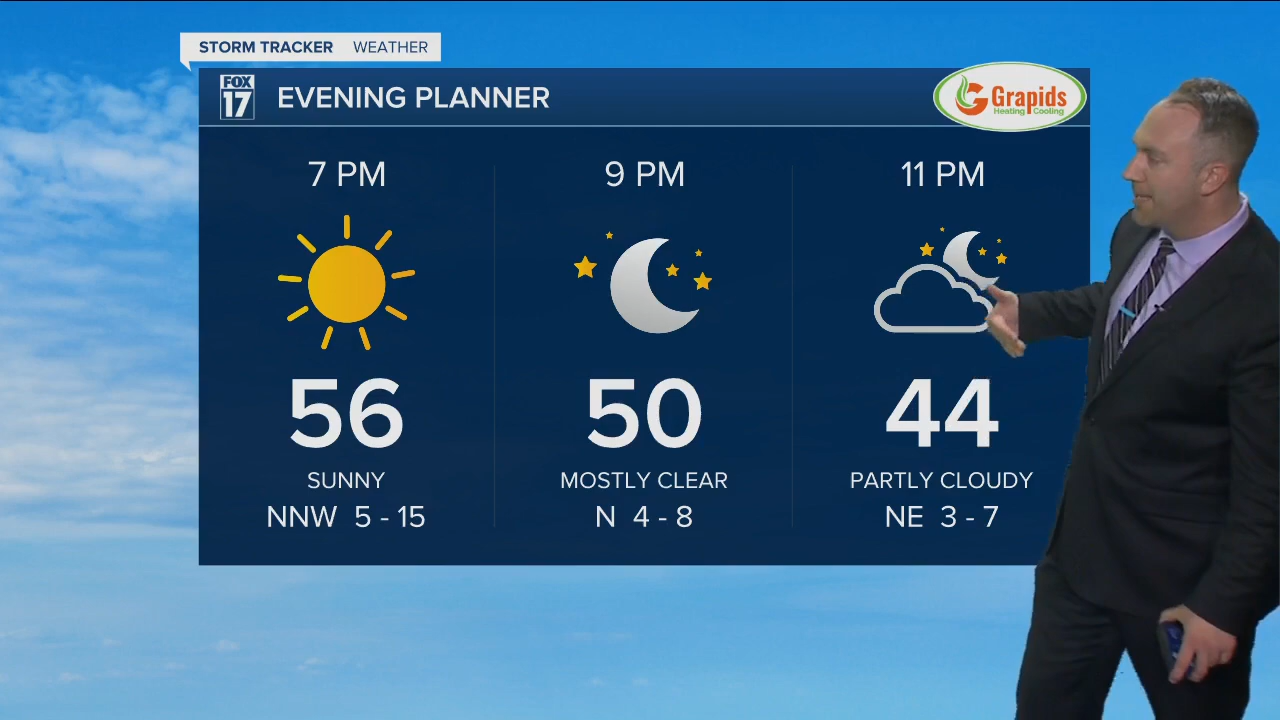 STORM TRACKER WEATHER
FOX
17
EVENING PLANNER
Grapids
Heating Cooling
7 PM
56
SUNNY
NNW 5 - 15
9 PM
50
MOSTLY CLEAR
N 4 - 8
11 PM
44
PARTLY CLOUDY
NE 3 - 7